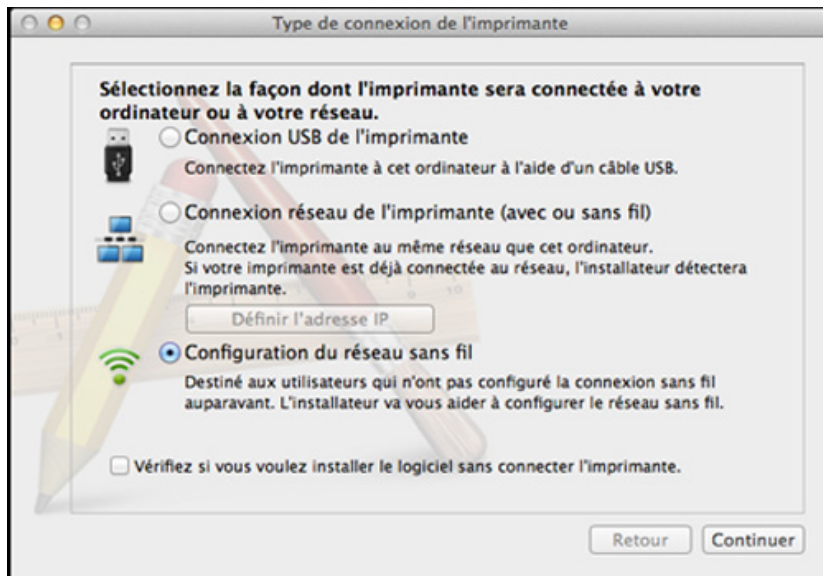 Type de connexion de l'imprimante
Sélectionnez la façon dont l'imprimante sera connectée à votre
ordinateur ou à votre réseau.
Connexion USB de l'imprimante
Connectez l'imprimante à cet ordinateur à l'aide d'un câble USB.
Connexion réseau de l'imprimante (avec ou sans fil)
Connectez l'imprimante au même réseau que cet ordinateur.
Si votre imprimante est déjà connectée au réseau, l'installateur détectera
l'imprimante.
Définir l'adresse IP
Configuration du réseau sans fil
Destiné aux utilisateurs qui n'ont pas configuré la connexion sans fil
auparavant. L'installateur va vous aider à configurer le réseau sans fil.
Vérifiez si vous voulez installer le logiciel sans connecter l'imprimante.
Retour
Continuer